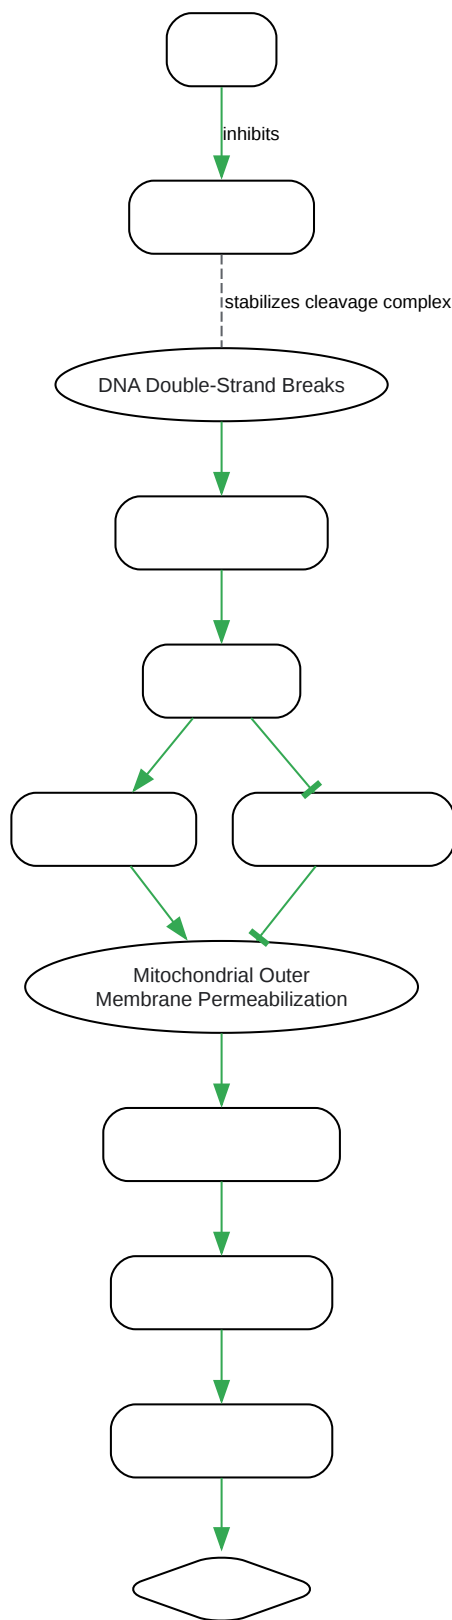 inhibits
stabilizes cleavage complex
DNA Double-Strand Breaks
Mitochondrial Outer
Membrane Permeabilization